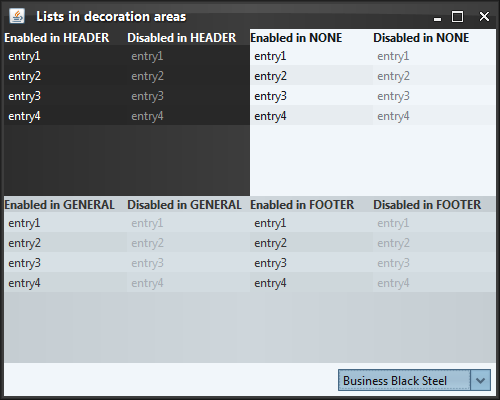 Lists in decoration areas
Enabled in HEADER Disabled in HEADER Enabled in NONE Disabled in NONE
entry1 entry1 entry1 entry1
entry2 entry2 entry2 entry2
entry3 entry3 entry3 entry3
entry4 entry4 entry4 entry4
Enabled in GENERAL Disabled in GENERAL Enabled in FOOTER Disabled in FOOTER
entry1 entry1 entry1 entry1
entry2 entry2 entry2 entry2
entry3 entry3 entry3 entry3
entry4 entry4 entry4 entry4
Business Black Steel